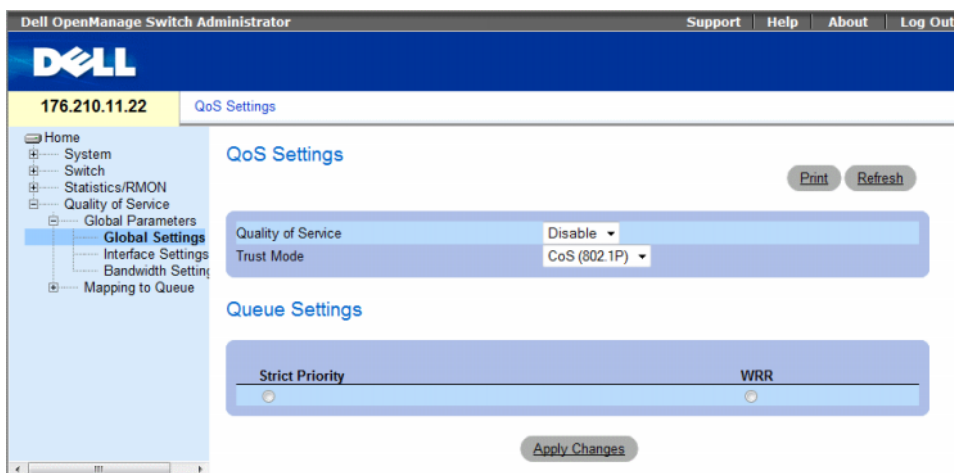 Dell OpenManage Switch Administrator Support Help About Log Out
DELL
176.210.11.22 QoS Settings
Home
System
Switch
Statistics/RMON
Quality of Service
Global Parameters
Global Settings
Interface Settings
Bandwidth Setting
Mapping to Queue
QoS Settings
Print Refresh
Quality of Service Disable
Trust Mode CoS (802.1P)
Queue Settings
Strict Priority WRR
Apply Changes